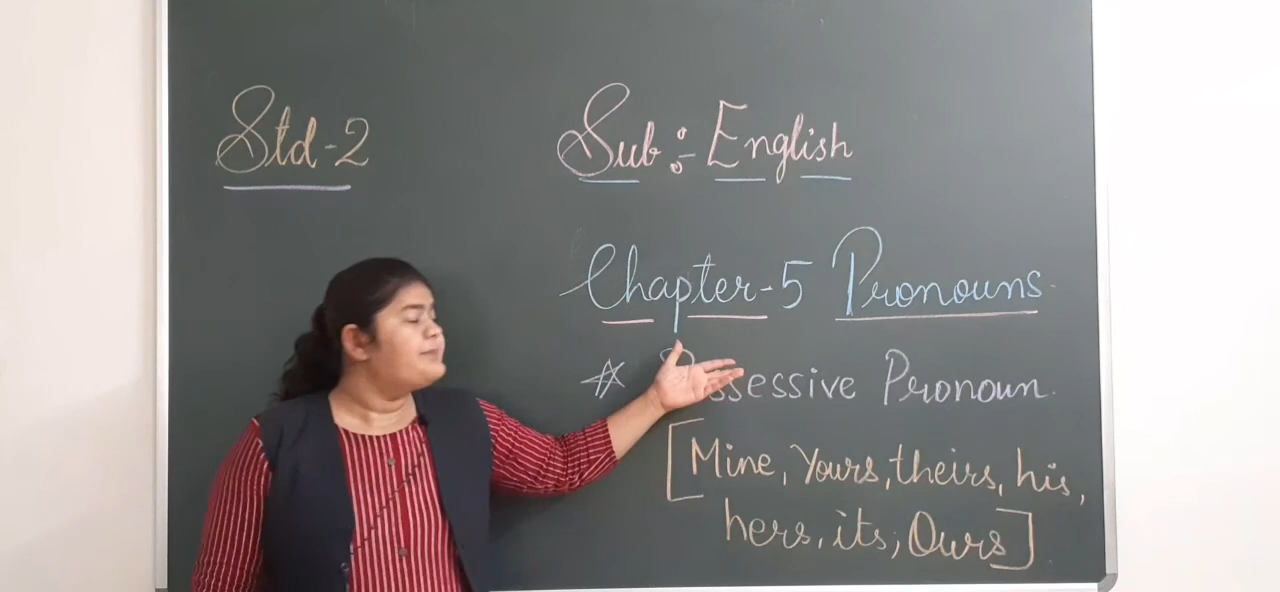 Std-2
Sub :- English
Chapter-5 Pronouns.
Pronoun.
[Mine, Yours, theirs, his,
hers, its, Ours]